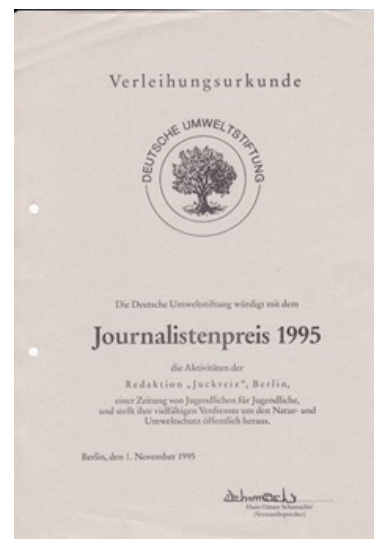 Verleihungsurkunde
DEUTSCHE UMWELTSTIFTUNG
Die Deutsche Umweltstiftung würdigt mit dem
Journalistenpreis 1995
die Aktivitäten der
Redaktion „Juckreiz“, Berlin,
einer Zeitung von Jugendlichen für Jugendliche,
und stellt ihre vielfältigen Verdienste um den Natur- und
Umweltschutz öffentlich heraus.
Berlin, den 1. November 1995
Hans Günter Schumacher
(Vorstandssprecher)